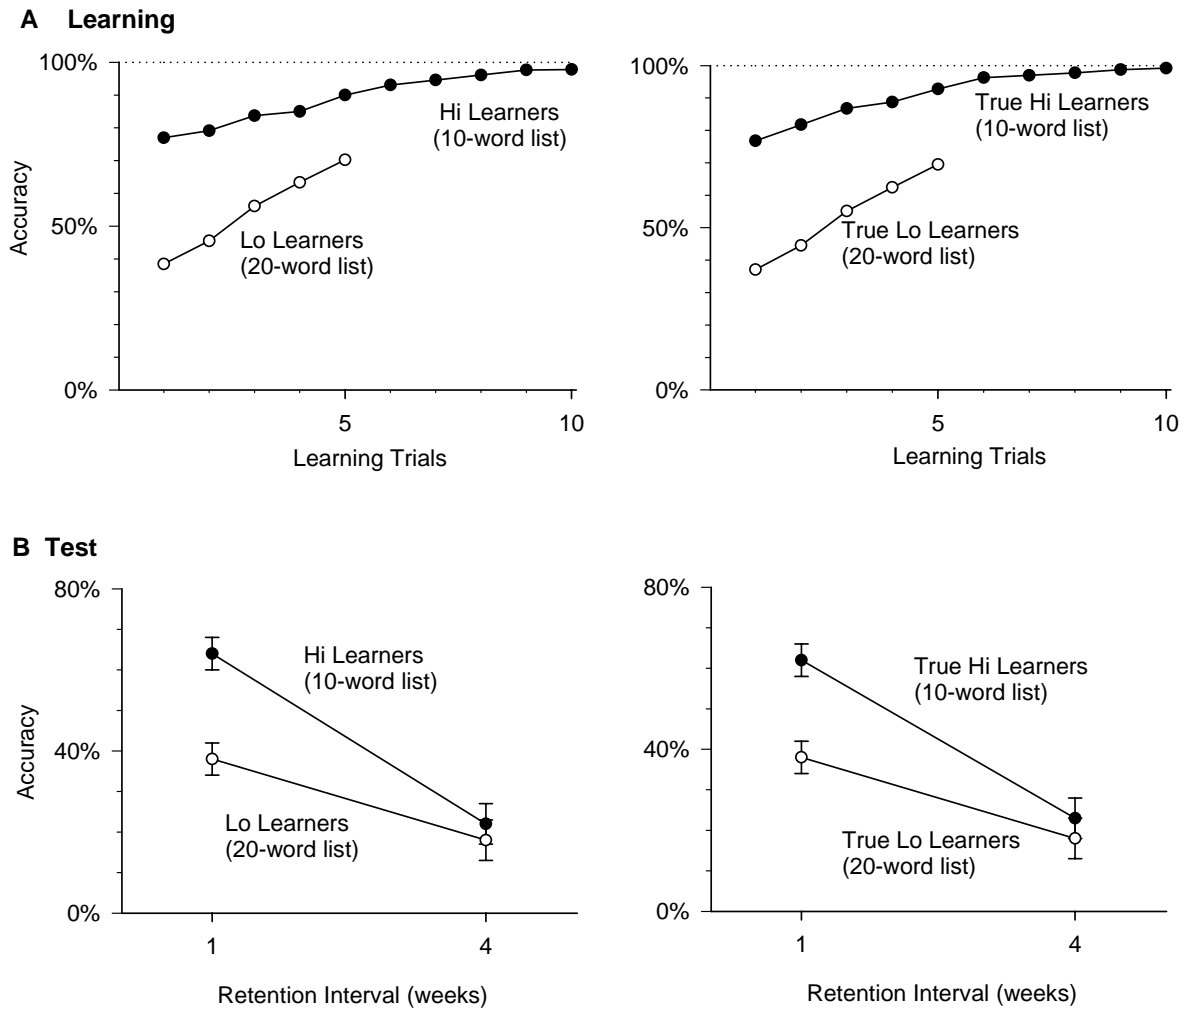 A Learning
100%
50%
0%
Accuracy
Hi Learners
(10-word list)
Lo Learners
(20-word list)
5
10
Learning Trials
100%
50%
0%
True Hi Learners
(10-word list)
True Lo Learners
(20-word list)
5
10
Learning Trials
B Test
80%
40%
0%
Accuracy
Hi Learners
(10-word list)
Lo Learners
(20-word list)
1
4
Retention Interval (weeks)
80%
40%
0%
True Hi Learners
(10-word list)
True Lo Learners
(20-word list)
1
4
Retention Interval (weeks)